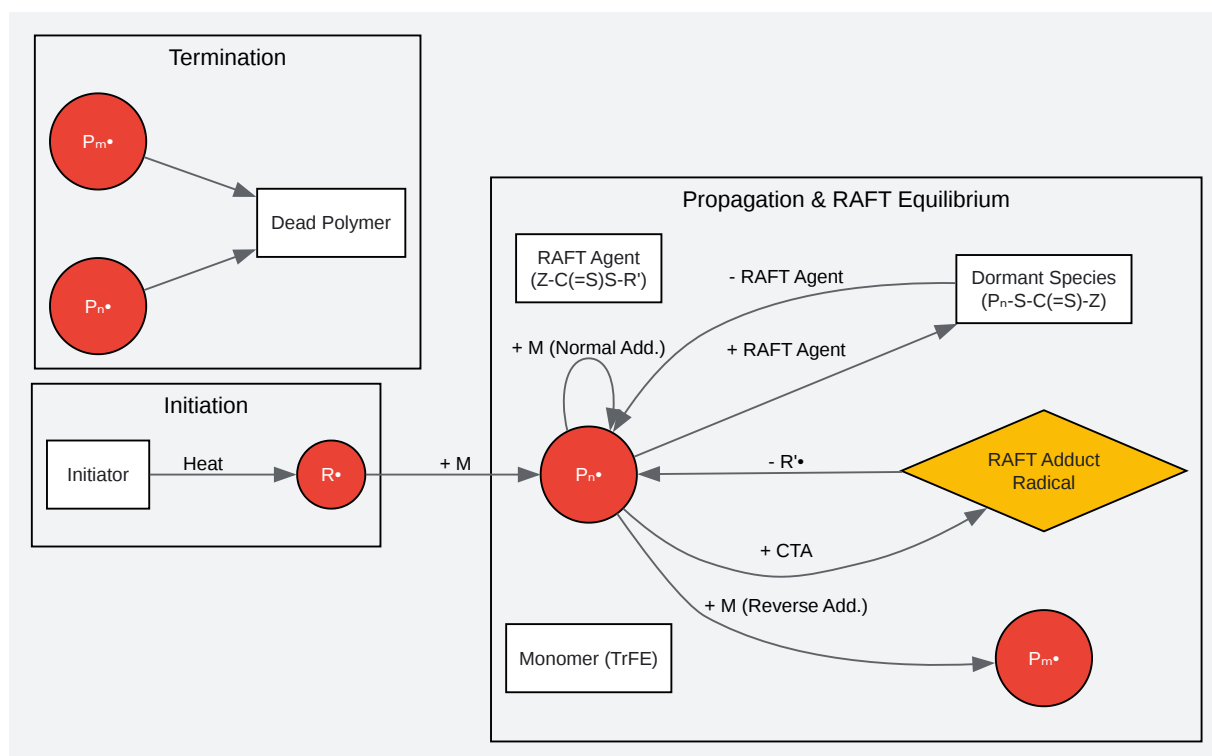 Termination
Pₘ•
Dead Polymer
Pₙ•
Initiation
Initiator
Heat
R•
+ M
Propagation & RAFT Equilibrium
RAFT Agent
(Z-C(=S)S-R')
- RAFT Agent
Dormant Species
(Pₙ-S-C(=S)-Z)
+ M (Normal Add.)
+ RAFT Agent
Pₙ•
- R'•
RAFT Adduct
Radical
+ CTA
+ M (Reverse Add.)
Monomer (TrFE)
Pₘ•